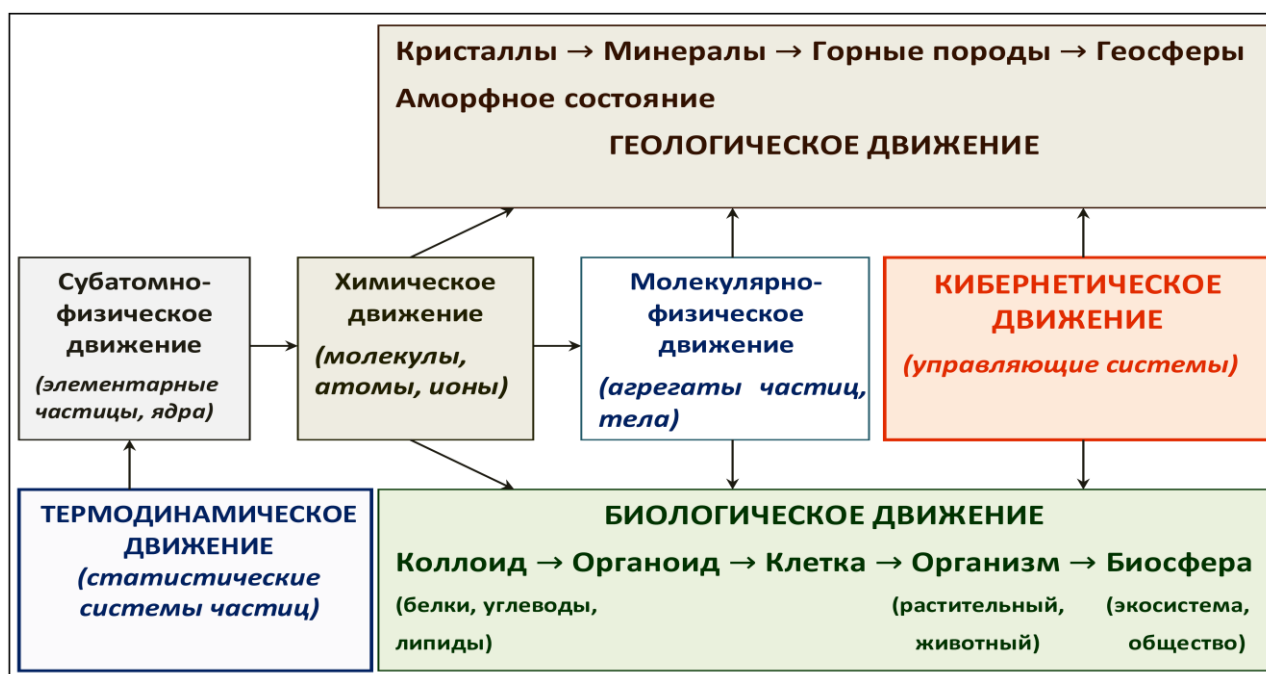 Кристаллы → Минералы → Горные породы → Геосферы
Аморфное состояние
ГЕОЛОГИЧЕСКОЕ ДВИЖЕНИЕ
Субатомно-
физическое
движение
(элементарные
частицы, ядра)
Химическое
движение
(молекулы,
атомы, ионы)
Молекулярно-
физическое
движение
(агрегаты частиц,
тела)
КИБЕРНЕТИЧЕСКОЕ
ДВИЖЕНИЕ
(управляющие системы)
ТЕРМОДИНАМИЧЕСКОЕ
ДВИЖЕНИЕ
(статистические
системы частиц)
БИОЛОГИЧЕСКОЕ ДВИЖЕНИЕ
Коллоид → Органоид → Клетка → Организм → Биосфера
(белки, углеводы, (растительный, (экосистема,
липиды) животный) общество)